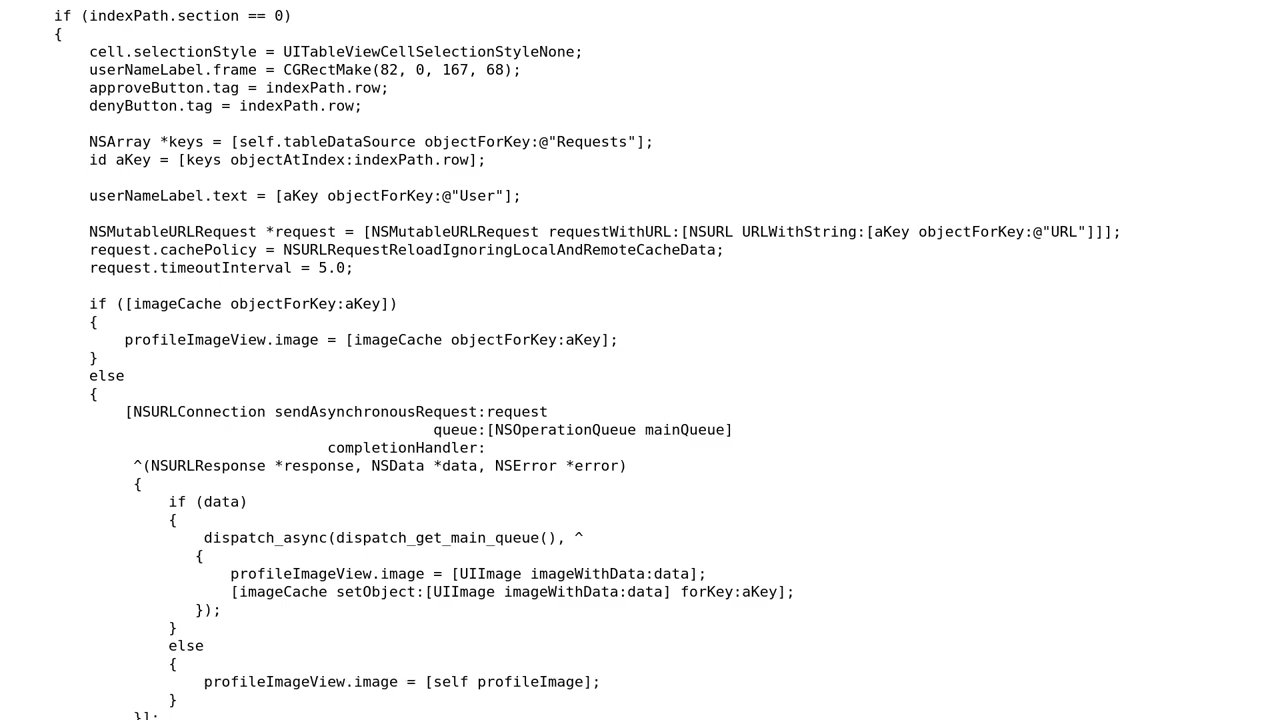 if (indexPath.section == 0)
{
cell.selectionStyle = UITableViewCellSelectionStyleNone;
userNameLabel.frame = CGRectMake(82, 0, 167, 68);
approveButton.tag = indexPath.row;
denyButton.tag = indexPath.row;
NSArray *keys = [self.tableDataSource objectForKey:@"Requests"];
id aKey = [keys objectAtIndex:indexPath.row];
userNameLabel.text = [aKey objectForKey:@"User"];
NSMutableURLRequest *request = [NSMutableURLRequest requestWithURL:[NSURL URLWithString:[aKey objectForKey:@"URL"]]];
request.cachePolicy = NSURLRequestReloadIgnoringLocalAndRemoteCacheData;
request.timeoutInterval = 5.0;
if ([imageCache objectForKey:aKey])
{
profileImageView.image = [imageCache objectForKey:aKey];
}
else
{
[NSURLConnection sendAsynchronousRequest:request
queue:[NSOperationQueue mainQueue]
completionHandler:
^(NSURLResponse *response, NSData *data, NSError *error)
{
if (data)
{
dispatch_async(dispatch_get_main_queue(), ^
{
profileImageView.image = [UIImage imageWithData:data];
[imageCache setObject:[UIImage imageWithData:data] forKey:aKey];
});
}
else
{
profileImageView.image = [self profileImage];
}
}];